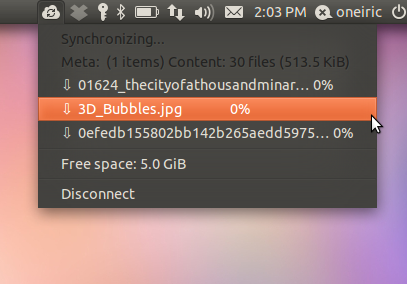 2:03 PM oneiric
Synchronizing...
Meta: (1 items) Content: 30 files (513.5 KiB)
⇩ 01624_thecityofathousandminar... 0%
⇩ 3D_Bubbles.jpg 0%
⇩ 0efedb155802bb142b265aedd5975... 0%
Free space: 5.0 GiB
Disconnect